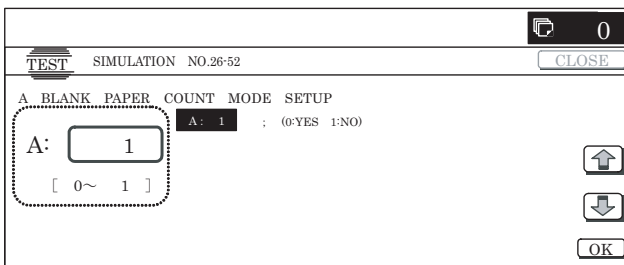 0
TEST SIMULATION NO.26-52 CLOSE
A BLANK PAPER COUNT MODE SETUP
A: 1 ; (0:YES 1:NO)
A: 1
[ 0~ 1 ]
OK